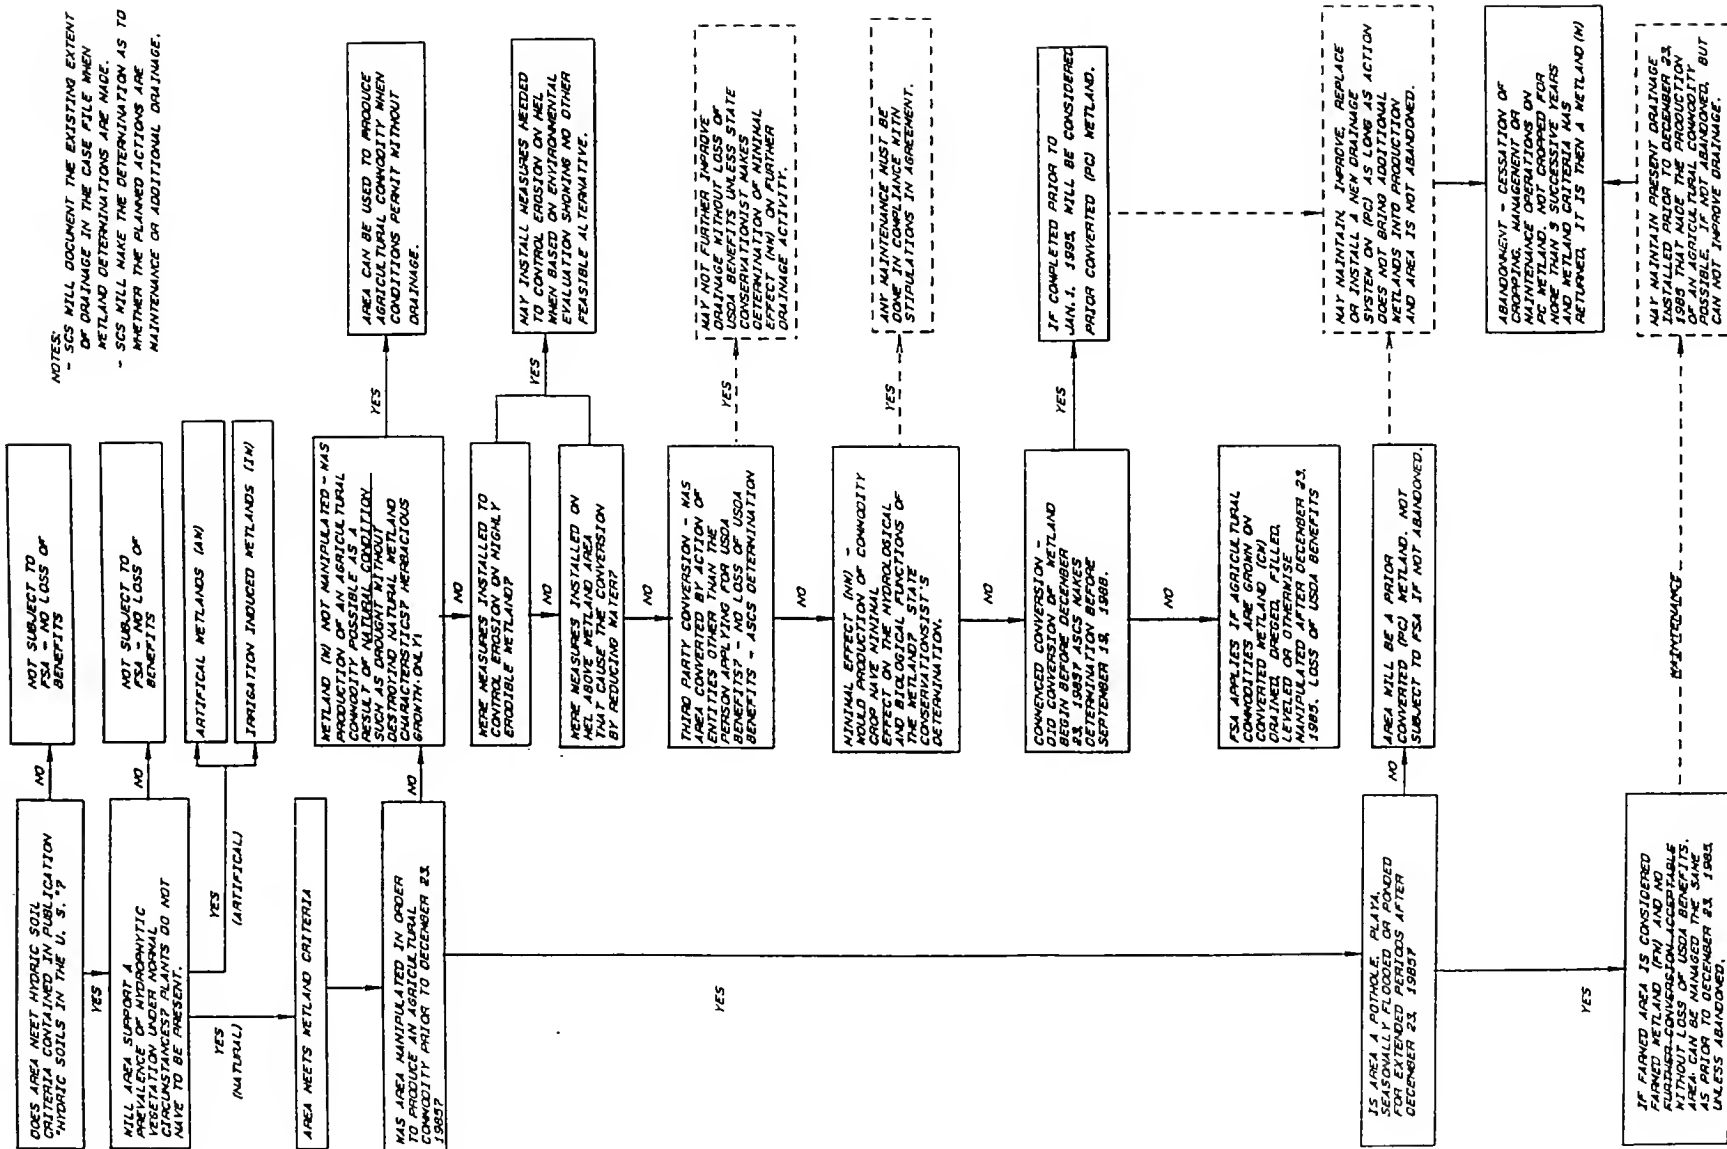 NOTES:
- SCS WILL DOCUMENT THE EXISTING EXTENT
OF DRAINAGE IN THE CASE FILE WHEN
WETLAND DETERMINATIONS ARE MADE.
- SCS WILL MAKE THE DETERMINATION AS TO
WHETHER THE PLANNED ACTIONS ARE
MAINTENANCE OR ADDITIONAL DRAINAGE.
DOES AREA MEET HYDRIC SOIL
CRITERIA CONTAINED IN PUBLICATION
"HYDRIC SOILS IN THE U. S."?
NO
NOT SUBJECT TO
FSA - NO LOSS OF
BENEFITS
YES
WILL AREA SUPPORT A
PREVALENCE OF HYDROPHYTIC
VEGETATION UNDER NORMAL
CIRCUMSTANCES? PLANTS DO NOT
HAVE TO BE PRESENT.
NO
NOT SUBJECT TO
FSA - NO LOSS OF
BENEFITS
YES
(ARTIFICAL)
ARTIFICAL WETLANDS (AW)
IRRIGATION INDUCED WETLANDS (IW)
YES
(NATURAL)
AREA MEETS WETLAND CRITERIA
WAS AREA MANIPULATED IN ORDER
TO PRODUCE AN AGRICULTURAL
COMMODITY PRIOR TO DECEMBER 23,
1985?
NO
WETLAND (W) NOT MANIPULATED - WAS
PRODUCTION OF AN AGRICULTURAL
COMMODITY POSSIBLE AS A
RESULT OF NATURAL CONDITION
SUCH AS DROUGHT WITHOUT
DESTROYING NATURAL WETLAND
CHARACTERISTICS? HERBACIOUS
GROWTH ONLY!
YES
AREA CAN BE USED TO PRODUCE
AGRICULTURAL COMMODITY WHEN
CONDITIONS PERMIT WITHOUT
DRAINAGE.
NO
WERE MEASURES INSTALLED TO
CONTROL EROSION ON HIGHLY
ERODIBLE WETLAND?
NO
WERE MEASURES INSTALLED ON
HEL ABOVE WETLAND AREA
THAT CAUSE THE CONVERSION
BY REDUCING WATER?
YES
MAY INSTALL MEASURES NEEDED
TO CONTROL EROSION ON HEL
WHEN BASED ON ENVIRONMENTAL
EVALUATION SHOWING NO OTHER
FEASIBLE ALTERNATIVE.
NO
THIRD PARTY CONVERSION - WAS
AREA CONVERTED BY ACTION OF
ENTITIES OTHER THAN THE
PERSON APPLYING FOR USDA
BENEFITS? - NO LOSS OF USDA
BENEFITS - ASCS DETERMINATION
YES
MAY NOT FURTHER IMPROVE
DRAINAGE WITHOUT LOSS OF
USDA BENEFITS UNLESS STATE
CONSERVATIONIST MAKES
DETERMINATION OF MINIMAL
EFFECT (MW) ON FURTHER
DRAINAGE ACTIVITY.
NO
MINIMAL EFFECT (MW) -
WOULD PRODUCTION OF COMMODITY
CROP HAVE MINIMAL
EFFECT ON THE HYDROLOGICAL
AND BIOLOGICAL FUNCTIONS OF
THE WETLAND? STATE
CONSERVATIONSIST'S
DETERMINATION.
YES
ANY MAINTENANCE MUST BE
DONE IN COMPLIANCE WITH
STIPULATIONS IN AGREEMENT.
NO
COMMENCED CONVERSION -
DID CONVERSION OF WETLAND
BEGIN BEFORE DECEMBER
23, 1985? ASCS MAKES
DETERMINATION BEFORE
SEPTEMBER 19, 1988.
YES
IF COMPLETED PRIOR TO
JAN. 1, 1995, WILL BE CONSIDERED
PRIOR CONVERTED (PC) WETLAND.
NO
FSA APPLIES IF AGRICULTURAL
COMMODITIES ARE GROWN ON
CONVERTED WETLAND (CW)
DRAINED, DREGED, FILLED,
LEVELED OR OTHERWISE
MANIPULATED AFTER DECEMBER 23,
1985. LOSS OF USDA BENEFITS
YES
IS AREA A POTHOLE, PLAYA,
SEASONALLY FLOODED OR PONDED
FOR EXTENDED PERIODS AFTER
DECEMBER 23, 1985?
NO
AREA WILL BE A PRIOR
CONVERTED (PC) WETLAND. NOT
SUBJECT TO FSA IF NOT ABANDONED.
MAY MAINTAIN, IMPROVE, REPLACE
OR INSTALL A NEW DRAINAGE
SYSTEM ON (PC) AS LONG AS ACTION
DOES NOT BRING ADDITIONAL
WETLANDS INTO PRODUCTION
AND AREA IS NOT ABANDONED.
ABANDONMENT - CESSATION OF
CROPPING, MANAGEMENT OR
MAINTENANCE OPERATIONS ON
PC WETLAND. NOT CROPPED FOR
MORE THAN 5 SUCCESSIVE YEARS
AND WETLAND CRITERIA HAS
RETURNED, IT IS THEN A WETLAND (W)
YES
IF FARMED AREA IS CONSIDERED
FARMED WETLAND (FW) AND NO
FURTHER CONVERSION ACCEPTABLE
WITHOUT LOSS OF USDA BENEFITS.
AREA CAN BE MANAGED THE SAME
AS PRIOR TO DECEMBER 23, 1985,
UNLESS ABANDONED.
MAINTENANCE
MAY MAINTAIN PRESENT DRAINAGE
INSTALLED PRIOR TO DECEMBER 23,
1985 THAT MADE THE PRODUCTION
OF AN AGRICULTURAL COMMODITY
POSSIBLE, IF NOT ABANDONED, BUT
CAN NOT IMPROVE DRAINAGE.